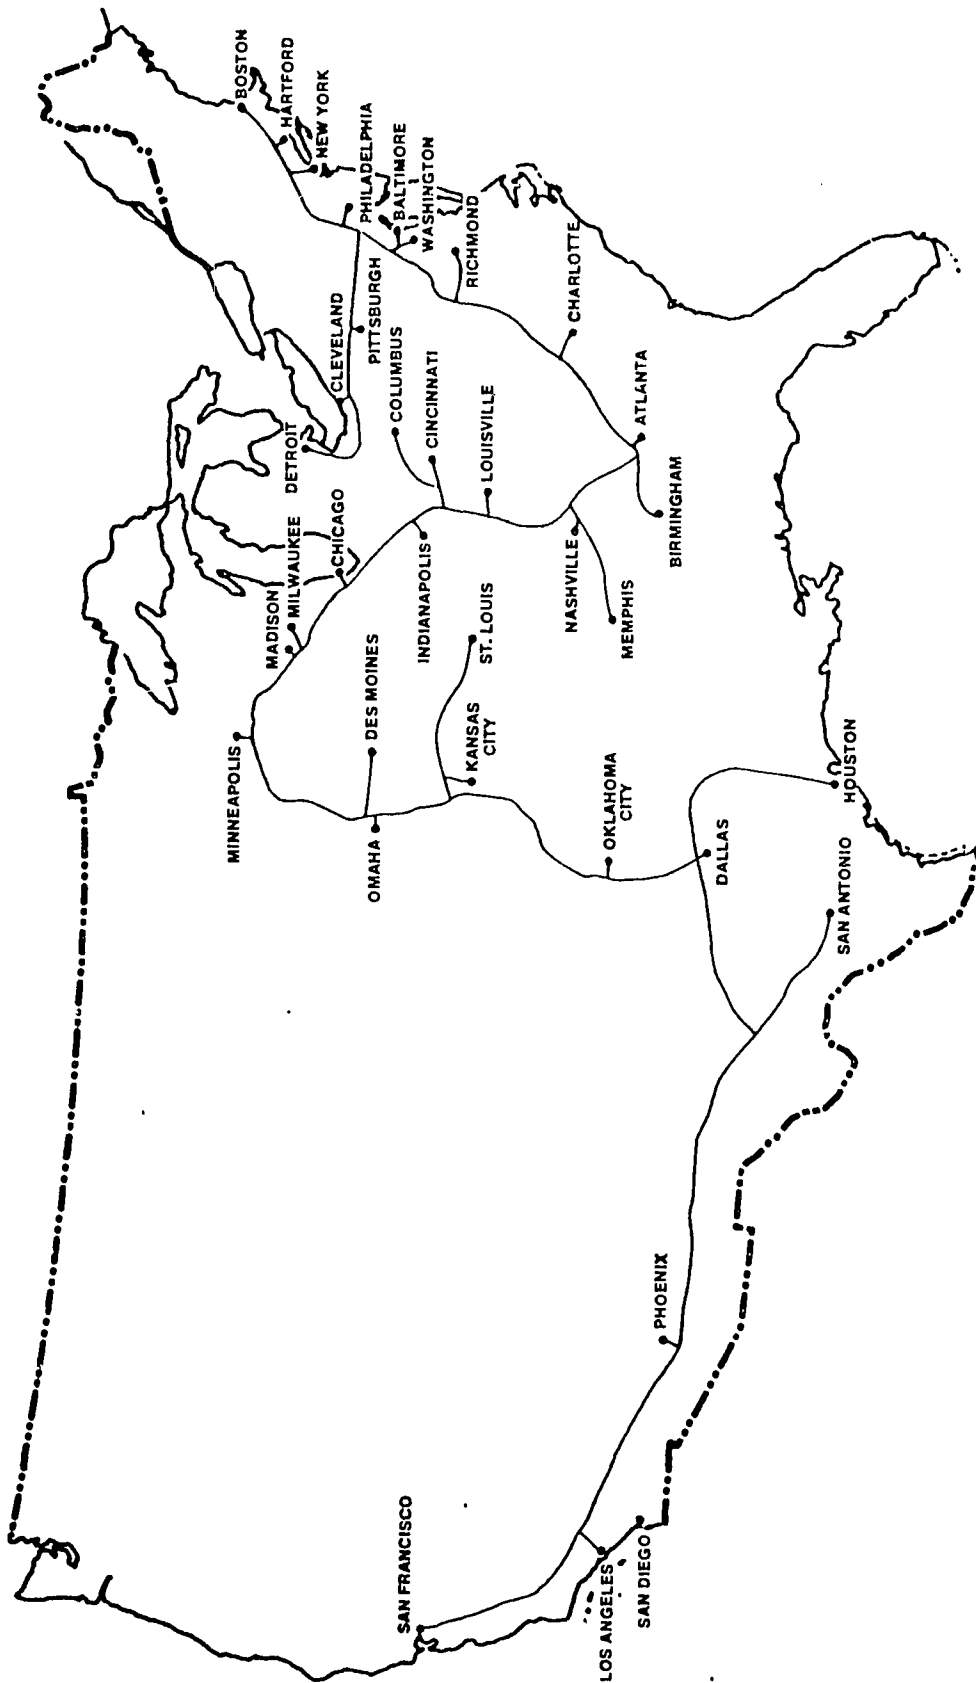 BOSTON
HARTFORD
NEW YORK
PHILADELPHIA
BALTIMORE
WASHINGTON
RICHMOND
CHARLOTTE
ATLANTA
BIRMINGHAM
PITTSBURGH
CLEVELAND
COLUMBUS
CINCINNATI
LOUISVILLE
DETROIT
CHICAGO
MILWAUKEE
MADISON
INDIANAPOLIS
NASHVILLE
MEMPHIS
ST. LOUIS
DES MOINES
KANSAS
CITY
MINNEAPOLIS
OMAHA
OKLAHOMA
CITY
DALLAS
HOUSTON
SAN ANTONIO
PHOENIX
SAN FRANCISCO
LOS ANGELES
SAN DIEGO